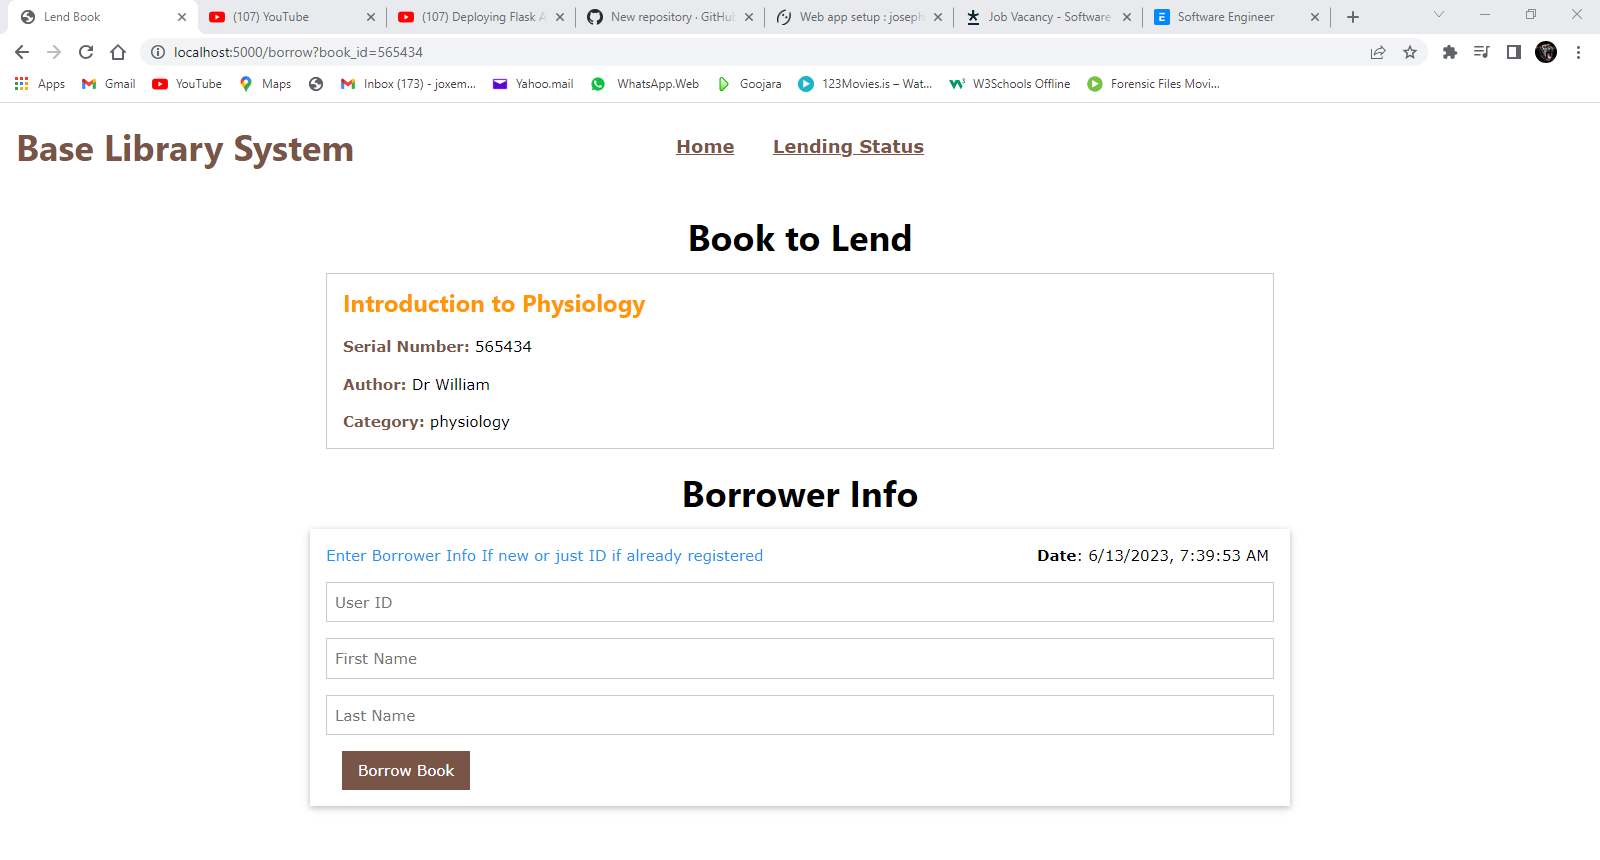 Lend Book
(107) YouTube
(107) Deploying Flask A
New repository · GitHub
Web app setup : joseph
Job Vacancy - Software
Software Engineer
localhost:5000/borrow?book_id=565434
Apps
Gmail
YouTube
Maps
Inbox (173) - joxem...
Yahoo.mail
WhatsApp.Web
Goojara
123Movies.is – Wat...
W3Schools Offline
Forensic Files Movi...
Base Library System
Home
Lending Status
Book to Lend
Introduction to Physiology
Serial Number: 565434
Author: Dr William
Category: physiology
Borrower Info
Enter Borrower Info If new or just ID if already registered
Date: 6/13/2023, 7:39:53 AM
User ID
First Name
Last Name
Borrow Book